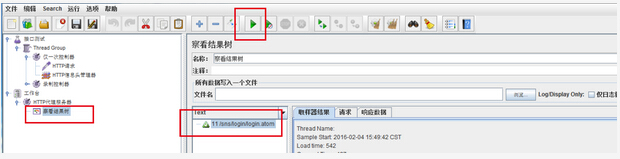 文件 编辑 Search 运行 选项 帮助
接口测试
Thread Group
仅一次控制器
HTTP请求
HTTP信息头管理器
录制控制器
工作台
HTTP代理服务器
察看结果树
察看结果树
名称: 察看结果树
注释:
所有数据写入一个文件
文件名
浏览...
Log/Display Only:
仅日志
Text
11 /sns/login/login.atom
取样器结果 请求 响应数据
Thread Name:
Sample Start: 2016-02-04 15:49:42 CST
Load time: 542